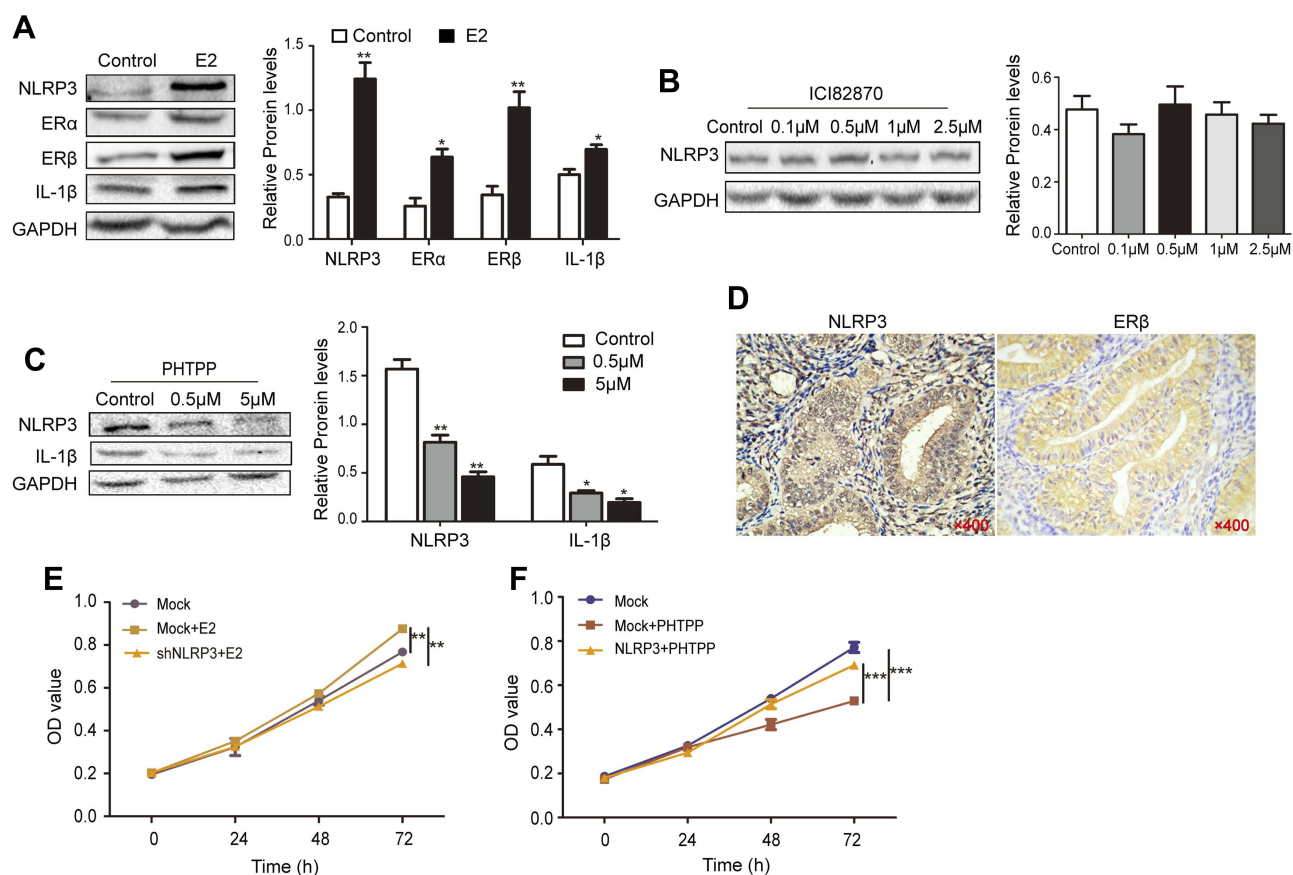 A
Control E2
NLRP3
ERα
ERβ
IL-1β
GAPDH
Relative Prorein levels
1.5
1.0
0.5
0.0
Control E2
** * ** *
NLRP3 ERα ERβ IL-1β
B
ICI82870
Control 0.1μM 0.5μM 1μM 2.5μM
NLRP3
GAPDH
Relative Prorein levels
0.6
0.4
0.2
0.0
Control 0.1μM 0.5μM 1μM 2.5μM
C
PHTPP
Control 0.5μM 5μM
NLRP3
IL-1β
GAPDH
Relative Prorein levels
2.0
1.5
1.0
0.5
0.0
Control
0.5μM
5μM
** ** * *
NLRP3 IL-1β
D
NLRP3 ERβ
×400 ×400
E
OD value
1.0
0.8
0.6
0.4
0.2
0.0
Mock
Mock+E2
shNLRP3+E2
** **
0 24 48 72
Time (h)
F
OD value
1.0
0.8
0.6
0.4
0.2
0.0
Mock
Mock+PHTPP
NLRP3+PHTPP
*** ***
0 24 48 72
Time (h)